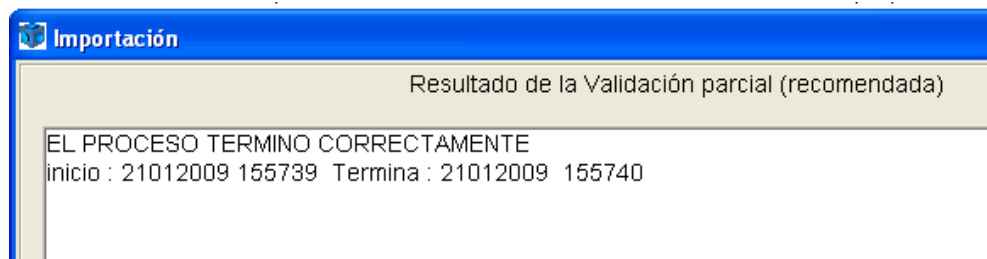 Importación
Resultado de la Validación parcial (recomendada)
EL PROCESO TERMINO CORRECTAMENTE
inicio : 21012009 155739 Termina : 21012009 155740